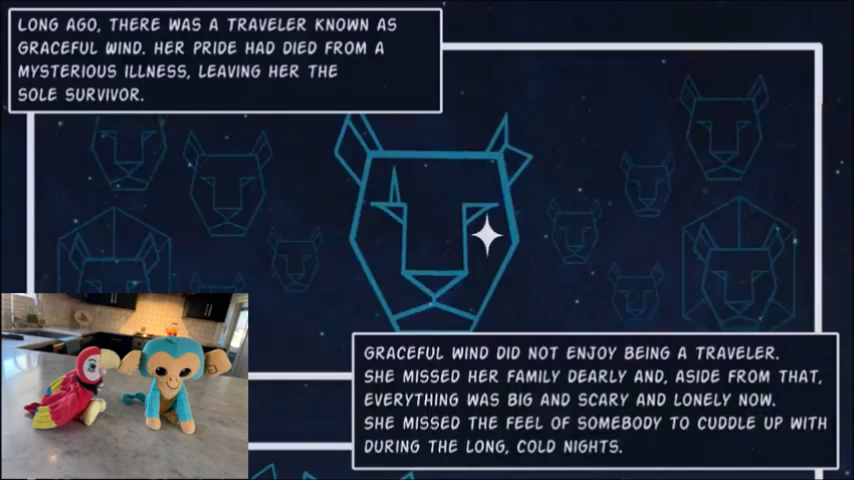 LONG AGO, THERE WAS A TRAVELER KNOWN AS
GRACEFUL WIND. HER PRIDE HAD DIED FROM A
MYSTERIOUS ILLNESS, LEAVING HER THE
SOLE SURVIVOR.
GRACEFUL WIND DID NOT ENJOY BEING A TRAVELER.
SHE MISSED HER FAMILY DEARLY AND, ASIDE FROM THAT,
EVERYTHING WAS BIG AND SCARY AND LONELY NOW.
SHE MISSED THE FEEL OF SOMEBODY TO CUDDLE UP WITH
DURING THE LONG, COLD NIGHTS.